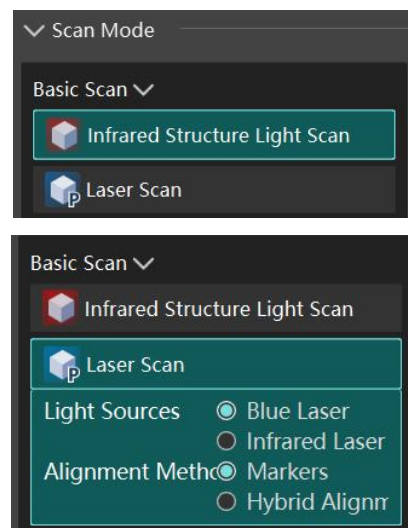 Scan Mode
Basic Scan
Infrared Structure Light Scan
P Laser Scan
Basic Scan
Infrared Structure Light Scan
P Laser Scan
Light Sources Blue Laser
Infrared Laser
Alignment Metho Markers
Hybrid Alignm